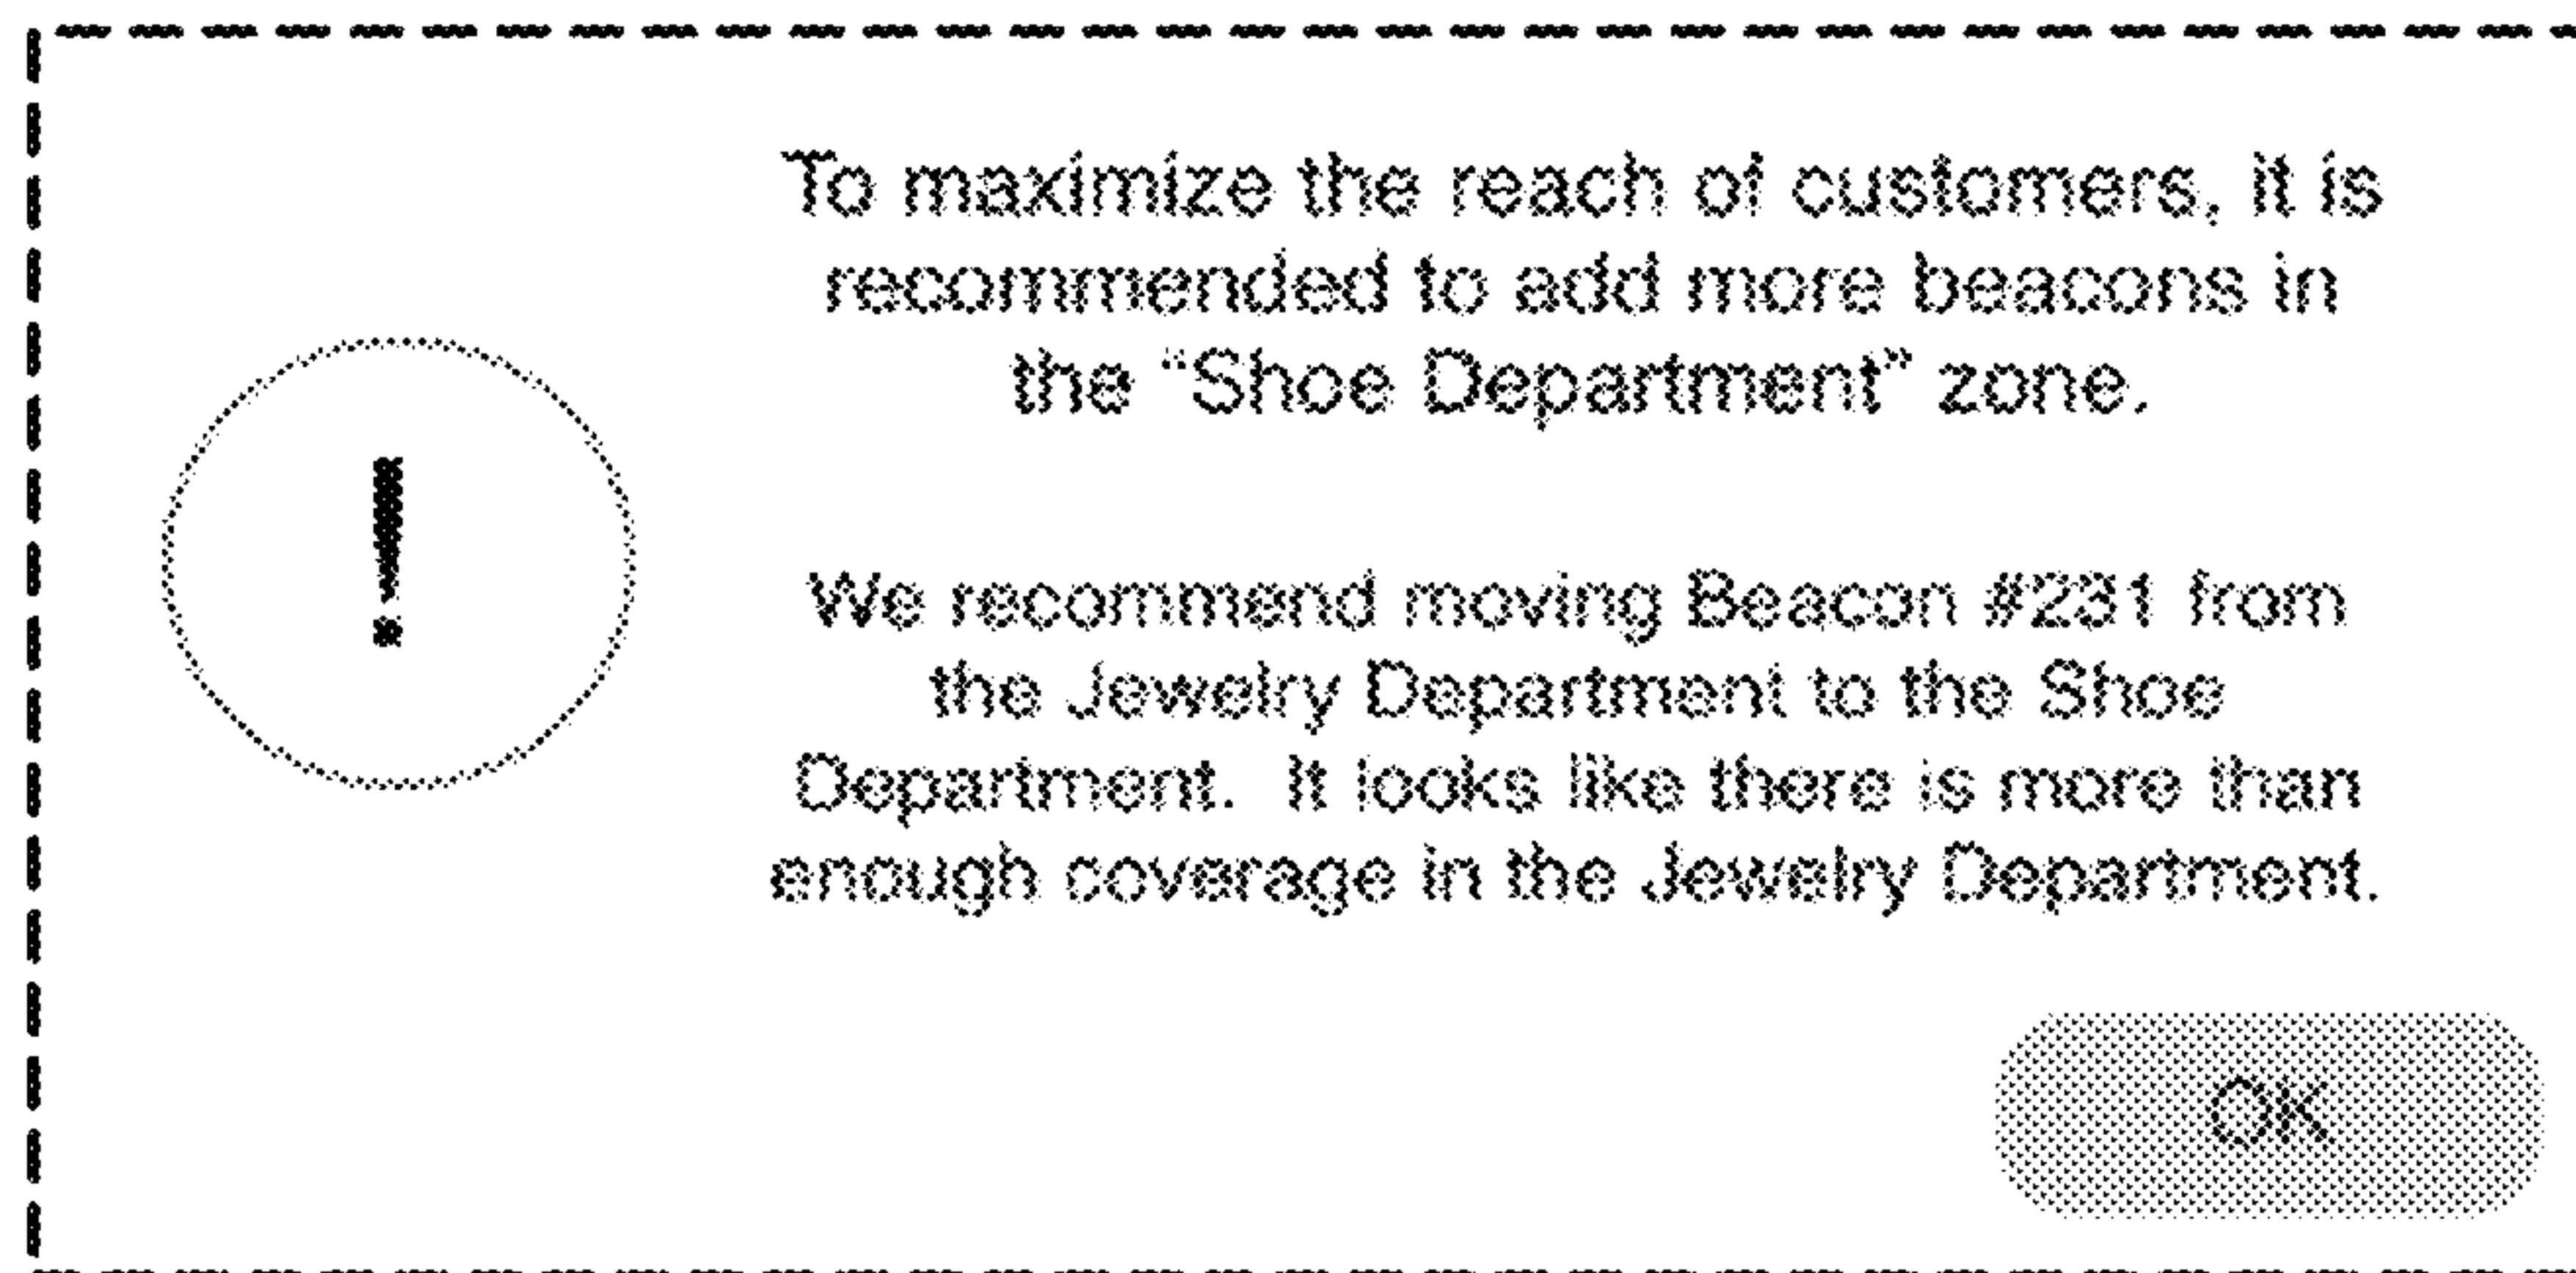 To maximize the reach of customers, it is
recommended to add more beacons in
the “Shoe Department” zone.
!
We recommend moving Beacon #231 from
the Jewelry Department to the Shoe
Department.  It looks like there is more than
enough coverage in the Jewelry Department.
OK